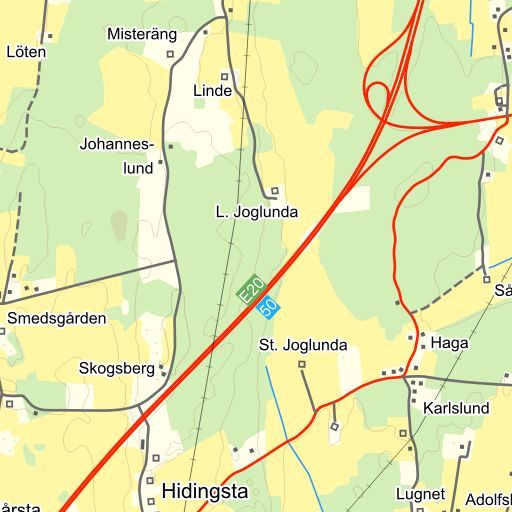 Misteräng
Löten
Linde
Johannes-
lund
L. Joglunda
E20
50
Smedsgården
St. Joglunda
Haga
Skogsberg
Karlslund
Hidingsta
Lugnet